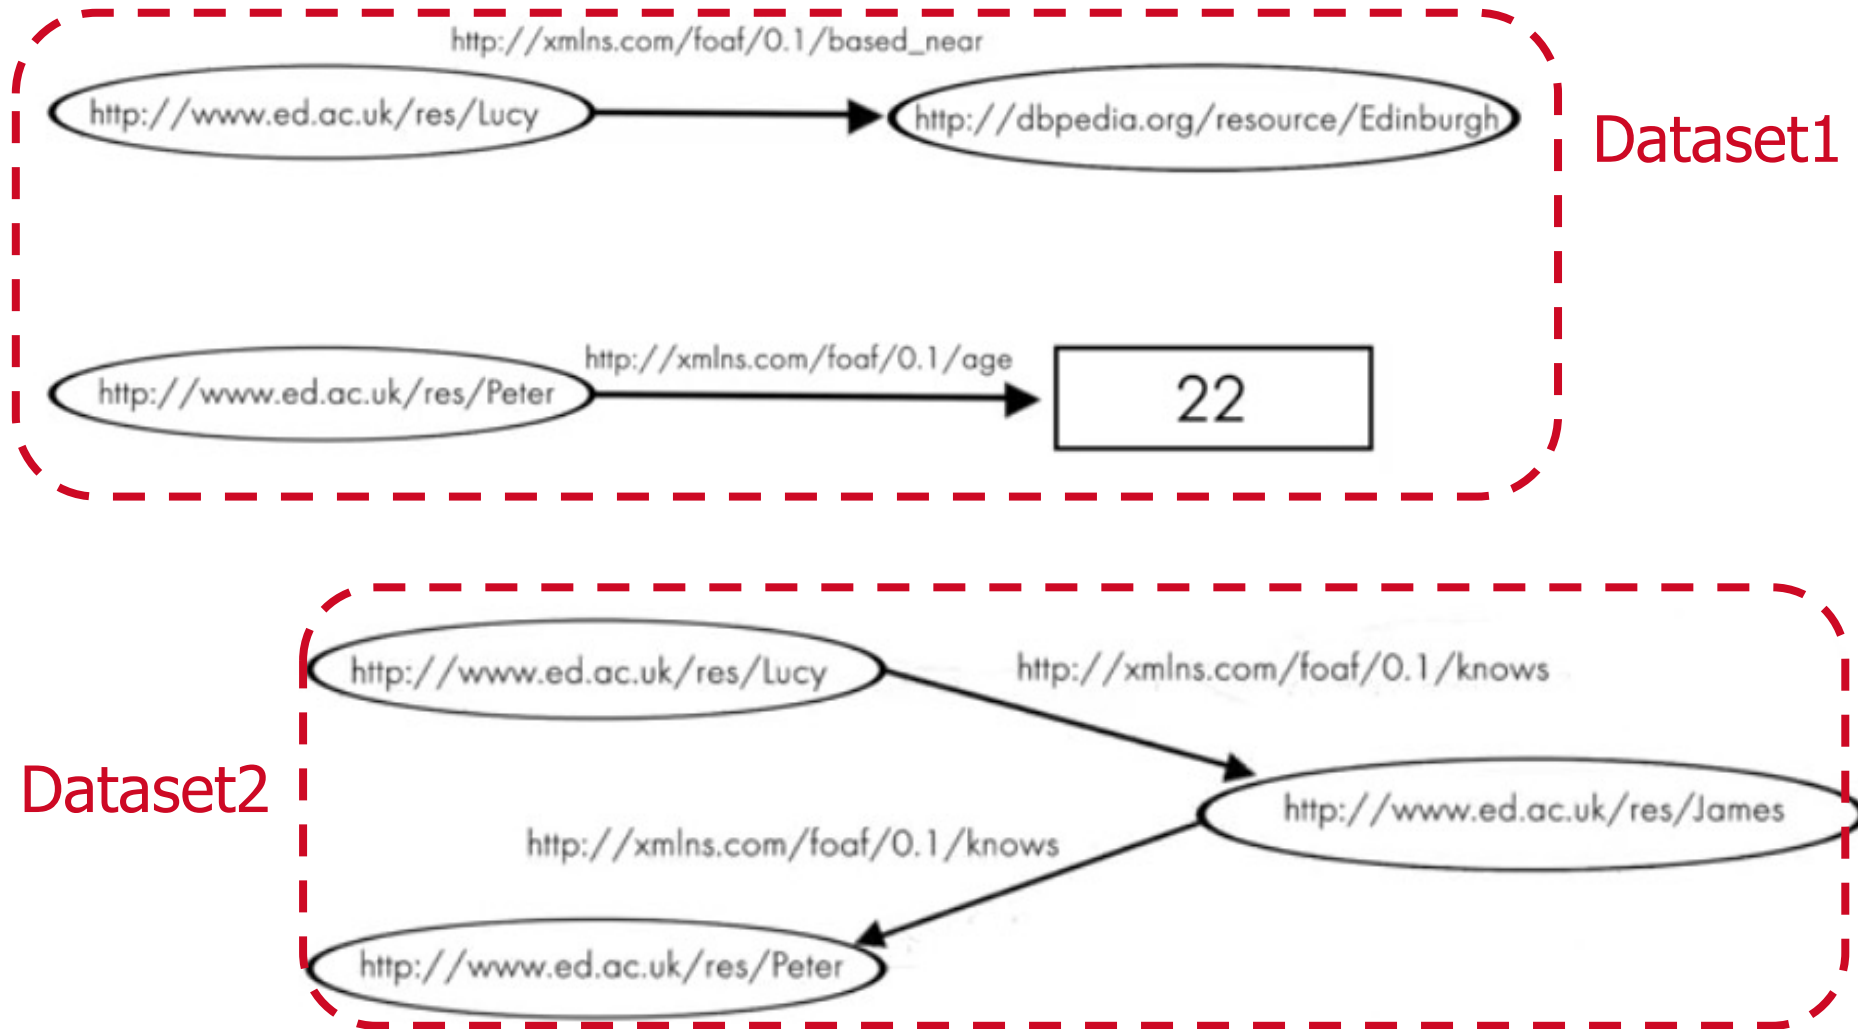 http://xmlns.com/foaf/0.1/based_near
http://www.ed.ac.uk/res/Lucy
http://dbpedia.org/resource/Edinburgh
Dataset1
http://xmlns.com/foaf/0.1/age
http://www.ed.ac.uk/res/Peter
22
http://www.ed.ac.uk/res/Lucy
http://xmlns.com/foaf/0.1/knows
Dataset2
http://www.ed.ac.uk/res/James
http://xmlns.com/foaf/0.1/knows
http://www.ed.ac.uk/res/Peter